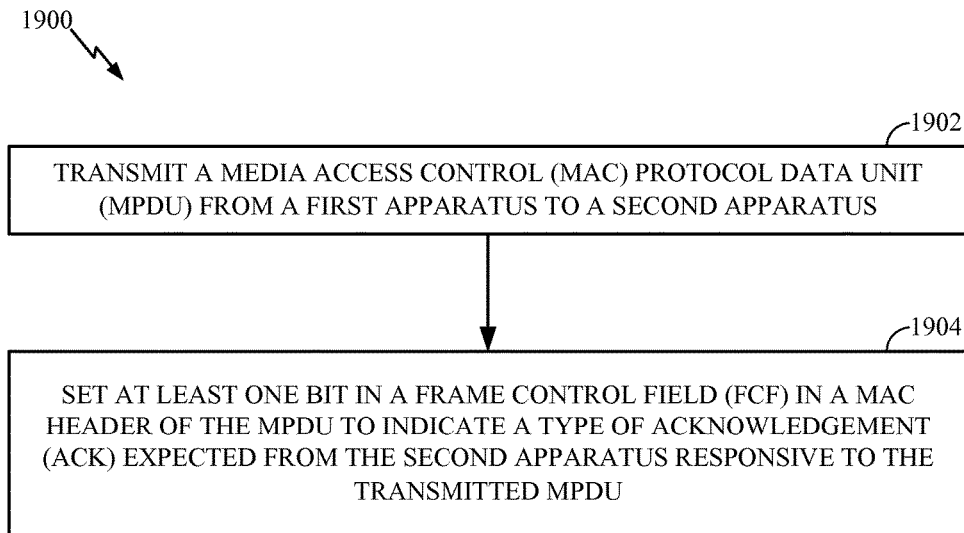 1900
1902
TRANSMIT A MEDIA ACCESS CONTROL (MAC) PROTOCOL DATA UNIT
(MPDU) FROM A FIRST APPARATUS TO A SECOND APPARATUS
1904
SET AT LEAST ONE BIT IN A FRAME CONTROL FIELD (FCF) IN A MAC
HEADER OF THE MPDU TO INDICATE A TYPE OF ACKNOWLEDGEMENT
(ACK) EXPECTED FROM THE SECOND APPARATUS RESPONSIVE TO THE
TRANSMITTED MPDU